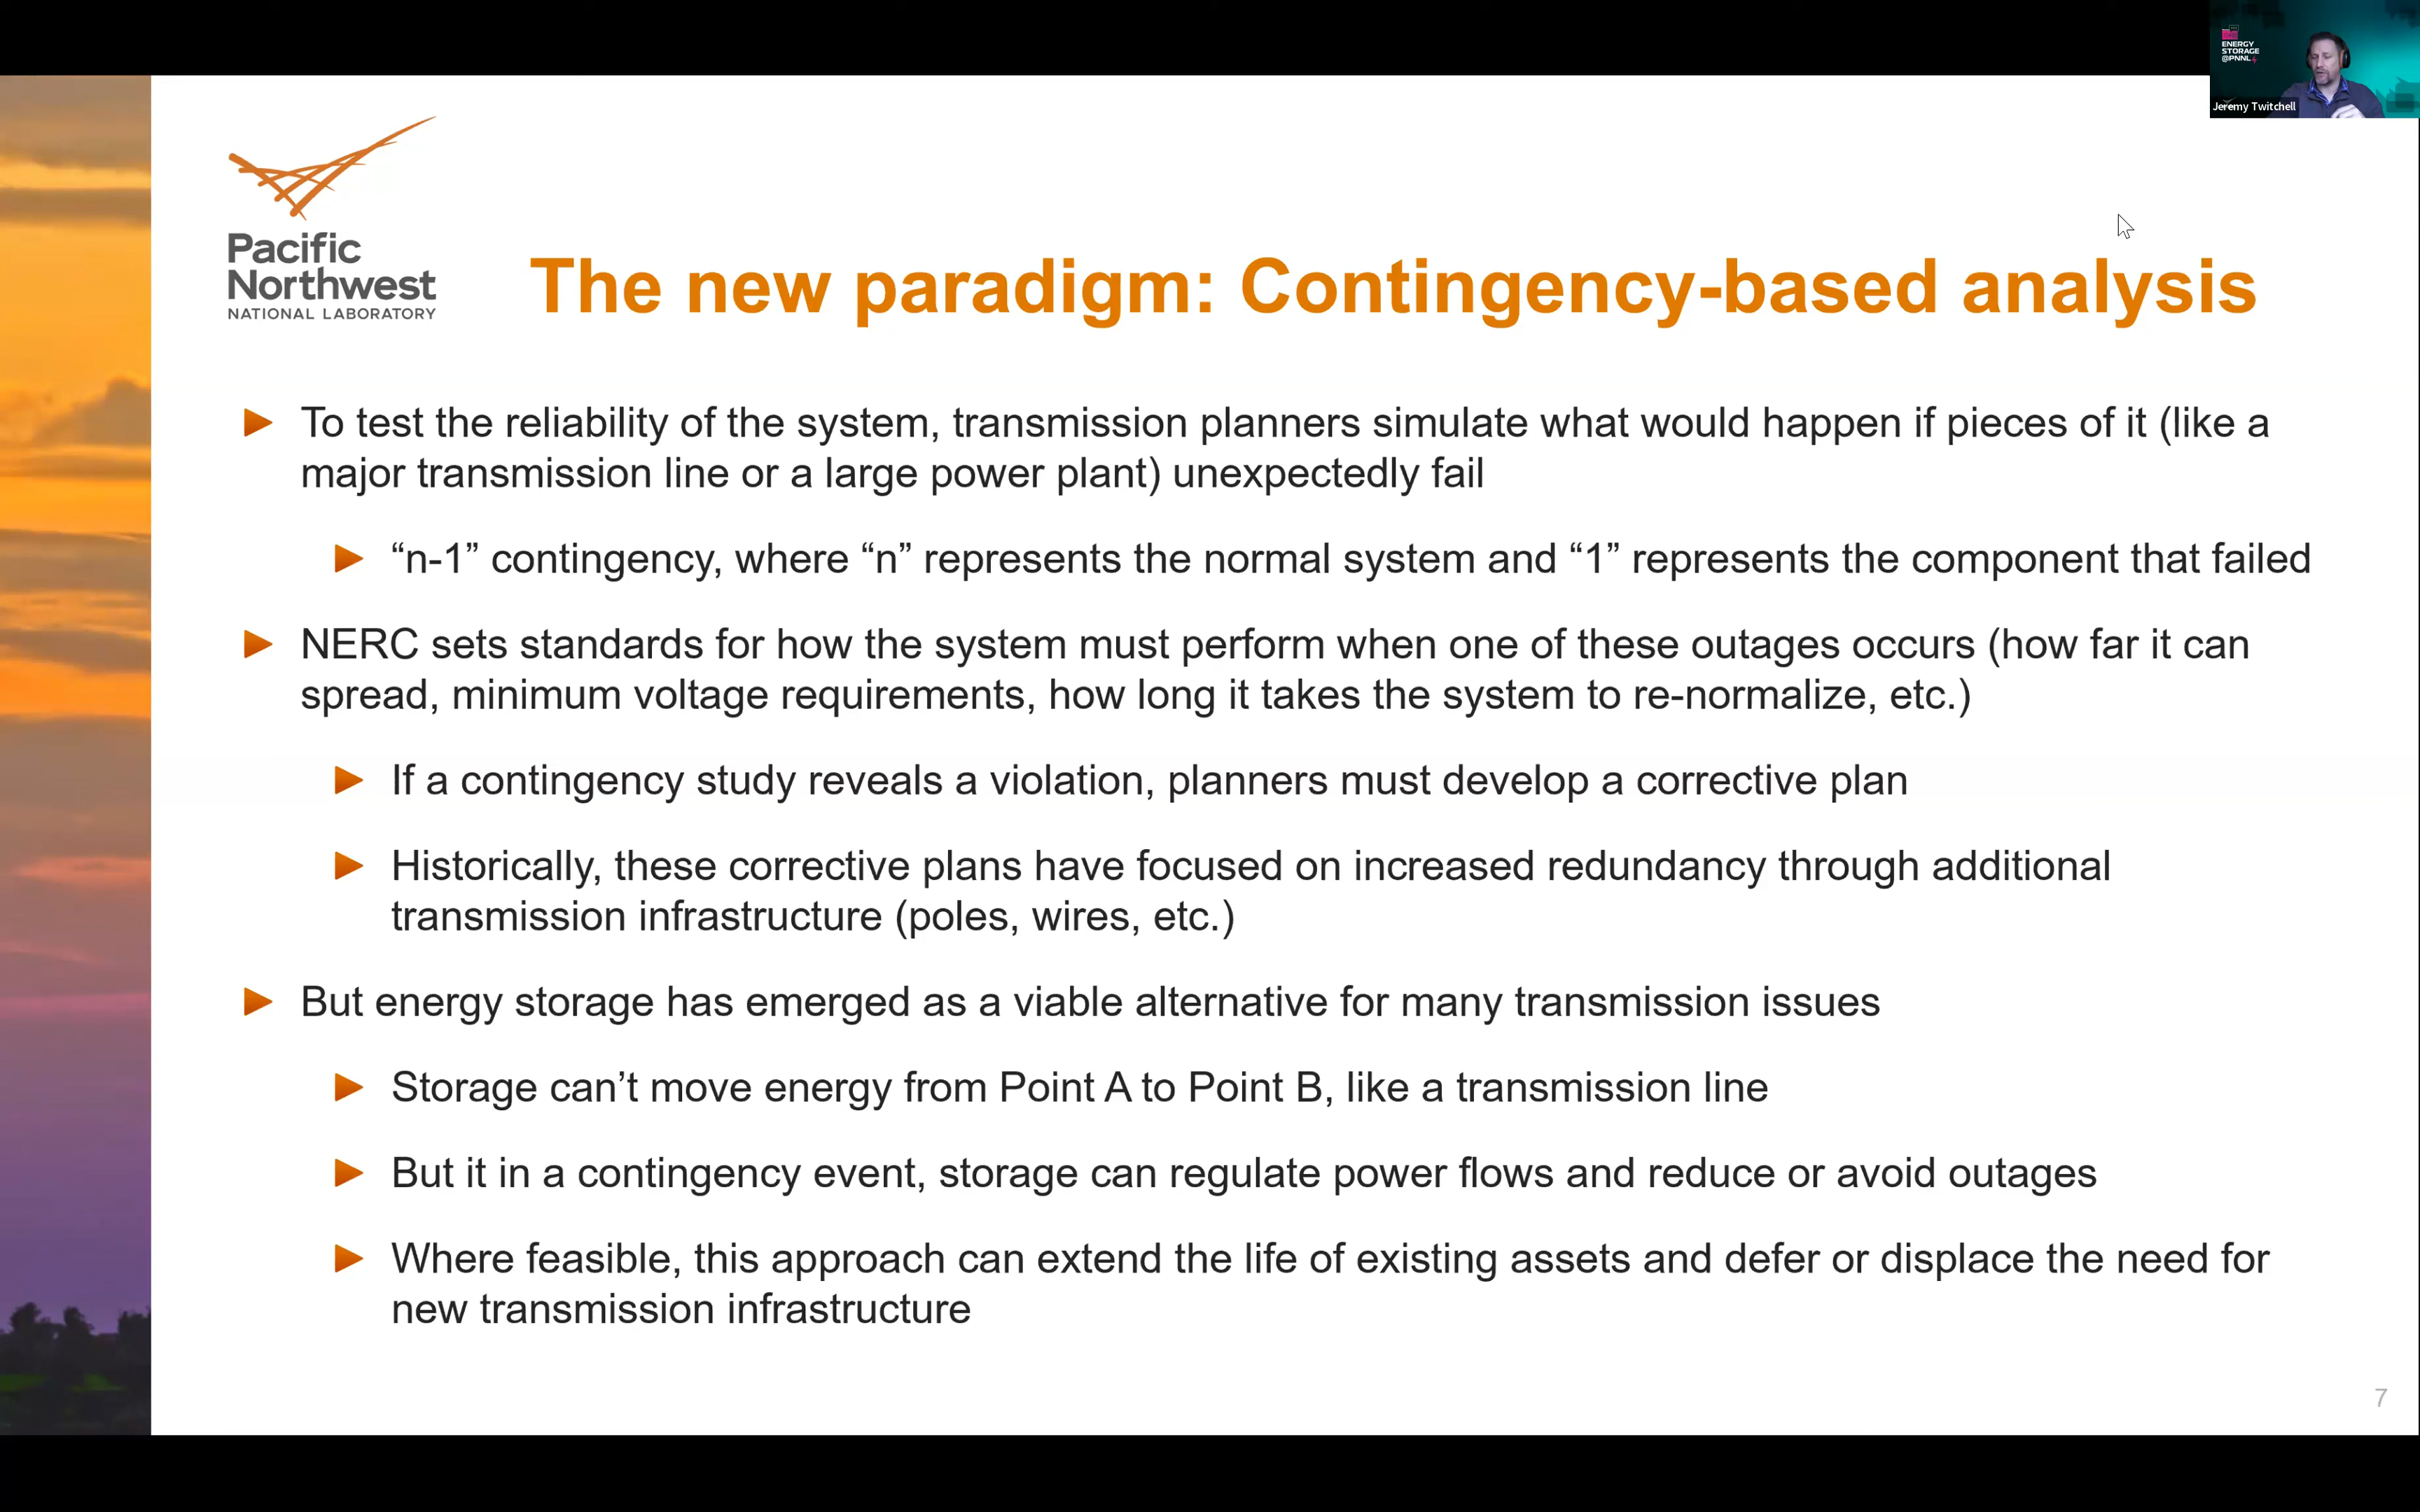 ENERGY
STORAGE
@PNNL
Jeremy Twitchell
Pacific
Northwest
NATIONAL LABORATORY
The new paradigm: Contingency-based analysis
To test the reliability of the system, transmission planners simulate what would happen if pieces of it (like a
major transmission line or a large power plant) unexpectedly fail
“n-1” contingency, where “n” represents the normal system and “1” represents the component that failed
NERC sets standards for how the system must perform when one of these outages occurs (how far it can
spread, minimum voltage requirements, how long it takes the system to re-normalize, etc.)
If a contingency study reveals a violation, planners must develop a corrective plan
Historically, these corrective plans have focused on increased redundancy through additional
transmission infrastructure (poles, wires, etc.)
But energy storage has emerged as a viable alternative for many transmission issues
Storage can’t move energy from Point A to Point B, like a transmission line
But it in a contingency event, storage can regulate power flows and reduce or avoid outages
Where feasible, this approach can extend the life of existing assets and defer or displace the need for
new transmission infrastructure
7